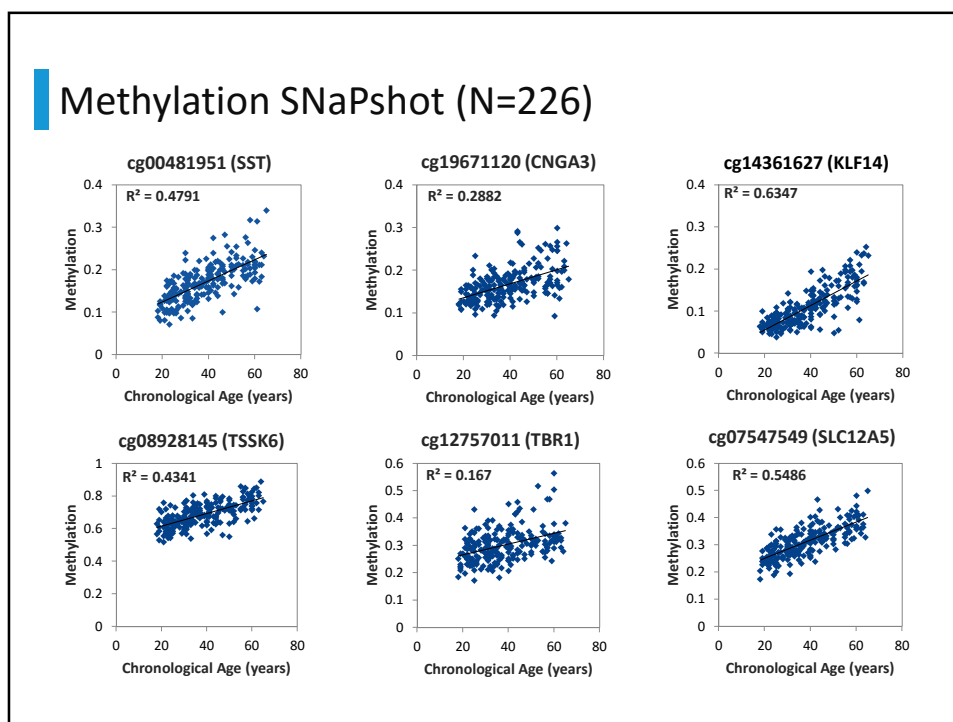 Methylation SNaPshot (N=226)
cg00481951 (SST)
R² = 0.4791
Methylation
0.4
0.3
0.2
0.1
0
0 20 40 60 80
Chronological Age (years)
cg19671120 (CNGA3)
R² = 0.2882
Methylation
0.4
0.3
0.2
0.1
0
0 20 40 60 80
Chronological Age (years)
cg14361627 (KLF14)
R² = 0.6347
Methylation
0.4
0.3
0.2
0.1
0
0 20 40 60 80
Chronological Age (years)
cg08928145 (TSSK6)
R² = 0.4341
Methylation
1
0.8
0.6
0.4
0.2
0
0 20 40 60 80
Chronological Age (years)
cg12757011 (TBR1)
R² = 0.167
Methylation
0.6
0.5
0.4
0.3
0.2
0.1
0
0 20 40 60 80
Chronological Age (years)
cg07547549 (SLC12A5)
R² = 0.5486
Methylation
0.6
0.5
0.4
0.3
0.2
0.1
0
0 20 40 60 80
Chronological Age (years)